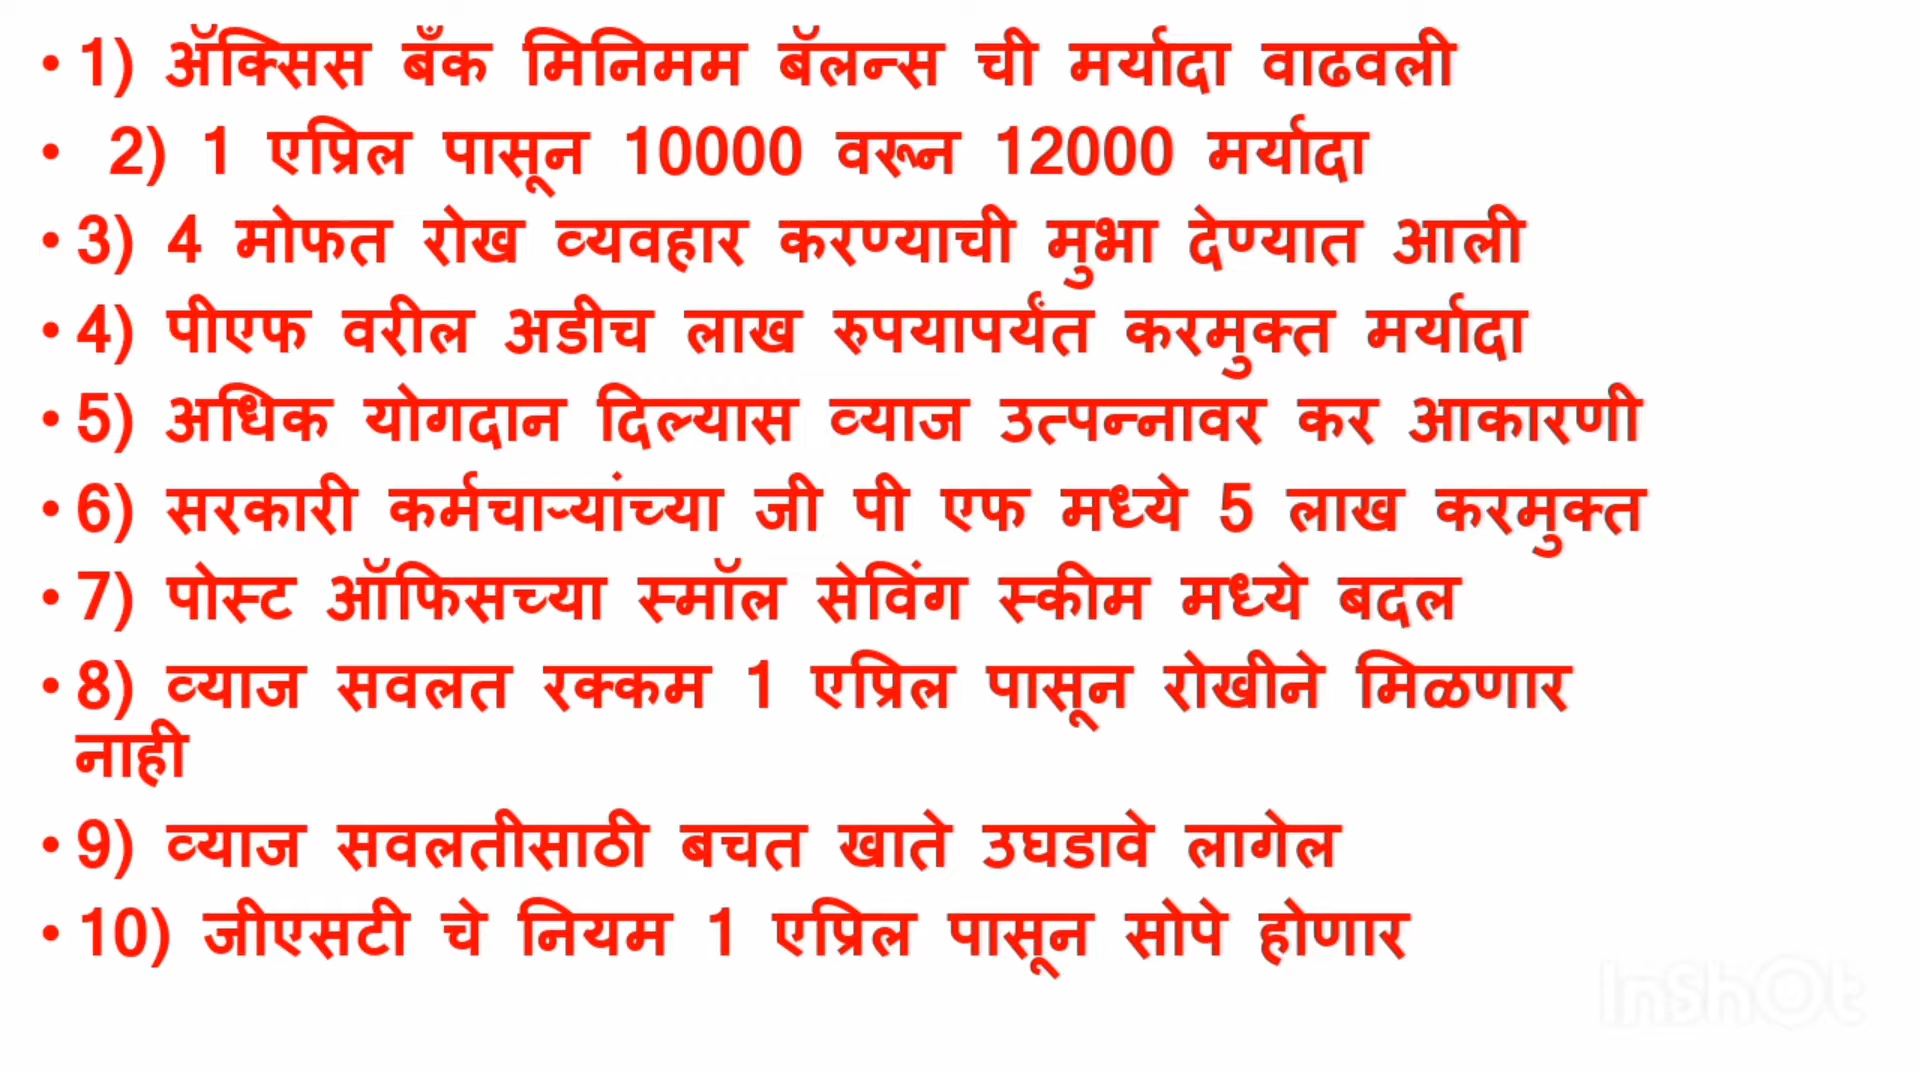 • 1) ॲक्सिस बँक मिनिमम बॅलन्स ची मर्यादा वाढवली
• 2) 1 एप्रिल पासून 10000 वरून 12000 मर्यादा
• 3) 4 मोफत रोख व्यवहार करण्याची मुभा देण्यात आली
• 4) पीएफ वरील अडीच लाख रुपयापर्यंत करमुक्त मर्यादा
• 5) अधिक योगदान दिल्यास व्याज उत्पन्नावर कर आकारणी
• 6) सरकारी कर्मचाऱ्यांच्या जी पी एफ मध्ये 5 लाख करमुक्त
• 7) पोस्ट ऑफिसच्या स्मॉल सेविंग स्कीम मध्ये बदल
• 8) व्याज सवलत रक्कम 1 एप्रिल पासून रोखीने मिळणार
नाही
• 9) व्याज सवलतीसाठी बचत खाते उघडावे लागेल
• 10) जीएसटी चे नियम 1 एप्रिल पासून सोपे होणार
InShOt